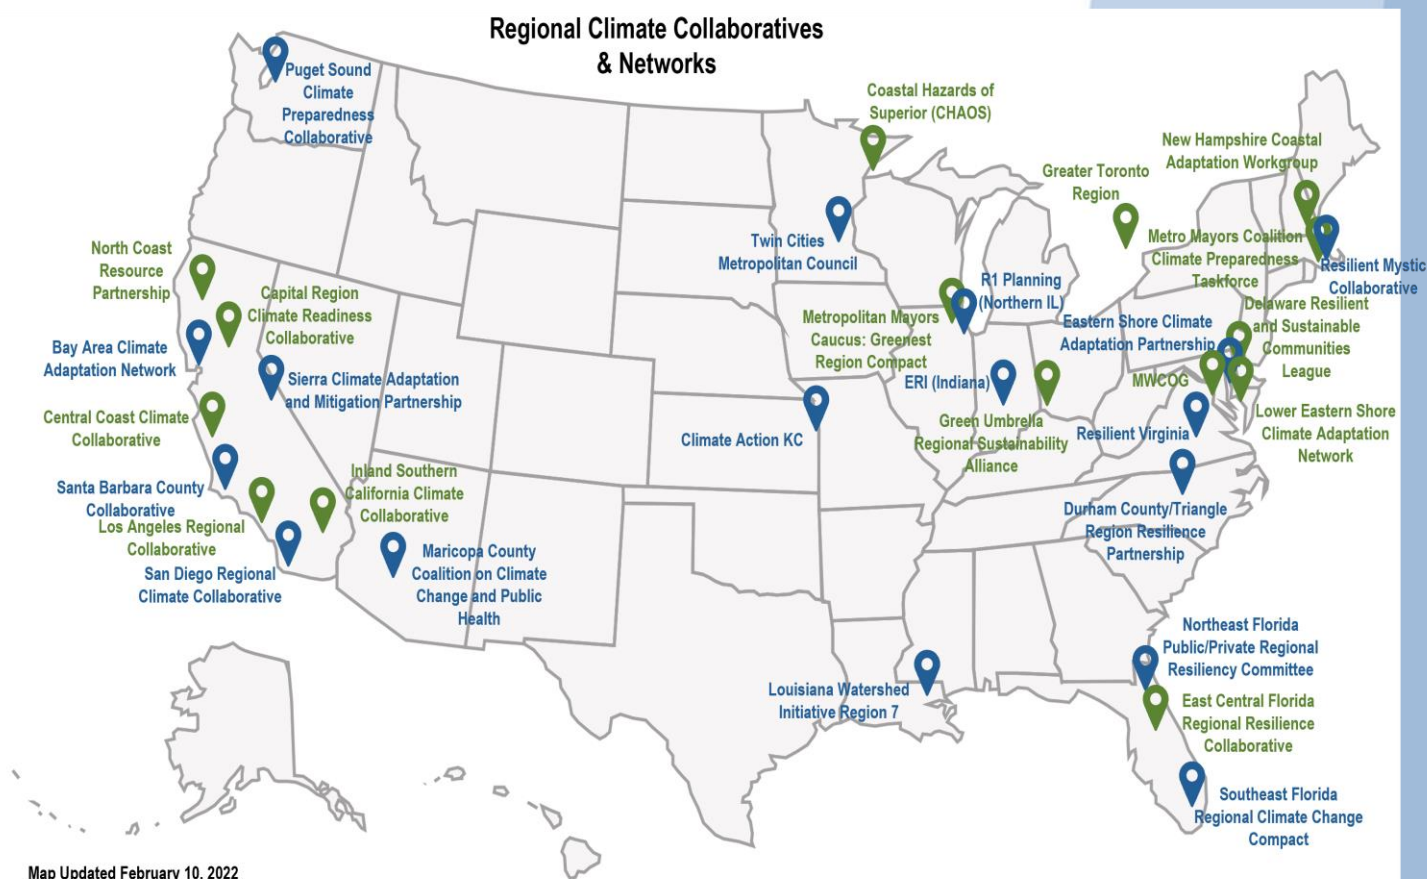 Regional Climate Collaboratives
& Networks
Puget Sound
Climate
Preparedness
Collaborative
Coastal Hazards of
Superior (CHAOS)
New Hampshire Coastal
Adaptation Workgroup
Greater Toronto
Region
Twin Cities
Metropolitan Council
Metro Mayors Coalition
Climate Preparedness
Taskforce
Resilient Mystic
Collaborative
North Coast
Resource
Partnership
Capital Region
Climate Readiness
Collaborative
R1 Planning
(Northern IL)
Metropolitan Mayors
Caucus: Greenest
Region Compact
Eastern Shore Climate
Adaptation Partnership
Delaware Resilient
and Sustainable
Communities
League
Bay Area Climate
Adaptation Network
Sierra Climate Adaptation
and Mitigation Partnership
ERI (Indiana)
MWCOG
Central Coast Climate
Collaborative
Climate Action KC
Green Umbrella
Regional Sustainability
Alliance
Resilient Virginia
Lower Eastern Shore
Climate Adaptation
Network
Santa Barbara County
Collaborative
Inland Southern
California Climate
Collaborative
Los Angeles Regional
Collaborative
San Diego Regional
Climate Collaborative
Maricopa County
Coalition on Climate
Change and Public
Health
Durham County/Triangle
Region Resilience
Partnership
Northeast Florida
Public/Private Regional
Resiliency Committee
Louisiana Watershed
Initiative Region 7
East Central Florida
Regional Resilience
Collaborative
Southeast Florida
Regional Climate Change
Compact
Map Updated February 10, 2022